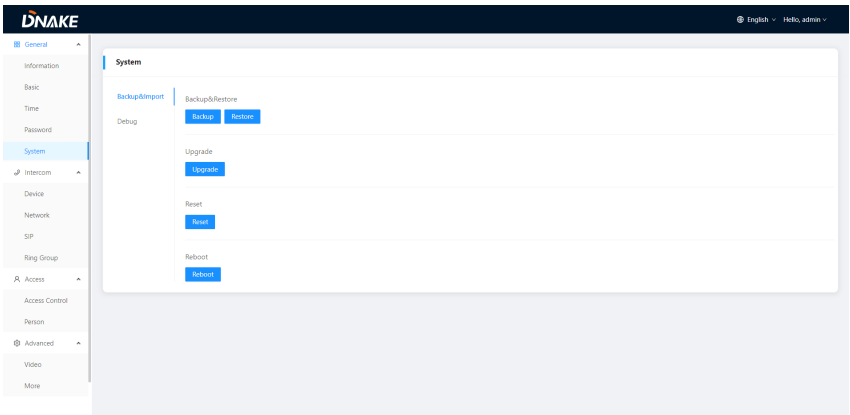 DNAKE
English
Hello, admin
General
Information
Basic
Time
Password
System
Intercom
Device
Network
SIP
Ring Group
Access
Access Control
Person
Advanced
Video
More
System
Backup&Import
Debug
Backup&Restore
Backup
Restore
Upgrade
Upgrade
Reset
Reset
Reboot
Reboot